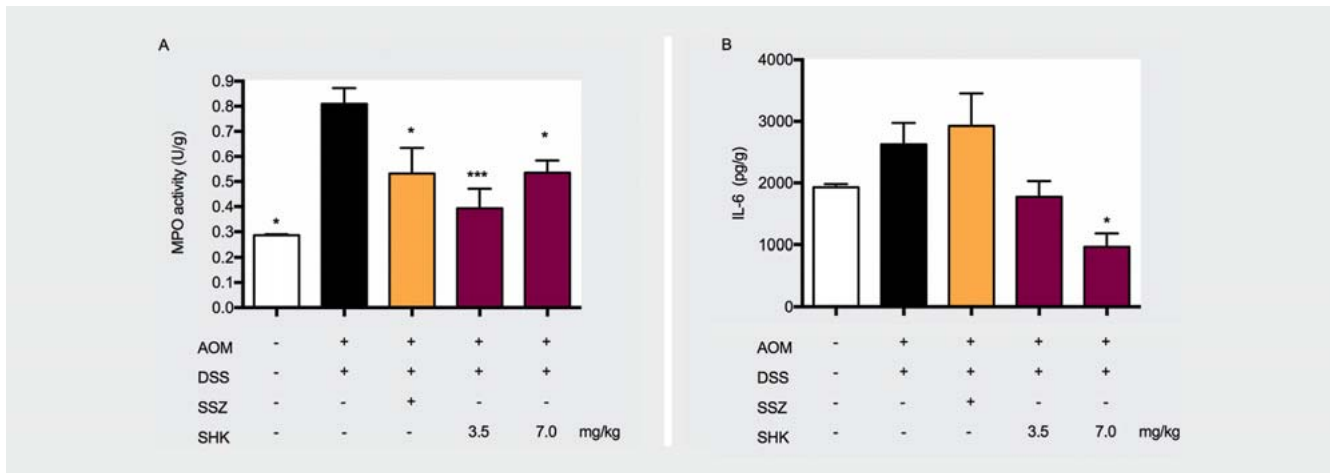 A
MPO activity (U/g)
0.9
0.8
0.7
0.6
0.5
0.4
0.3
0.2
0.1
0.0
* * *** *
AOM - + + + +
DSS - + + + +
SSZ - - + - -
SHK - - - 3.5 7.0 mg/kg
B
IL-6 (pg/g)
4000
3000
2000
1000
0
*
AOM - + + + +
DSS - + + + +
SSZ - - + - -
SHK - - - 3.5 7.0 mg/kg